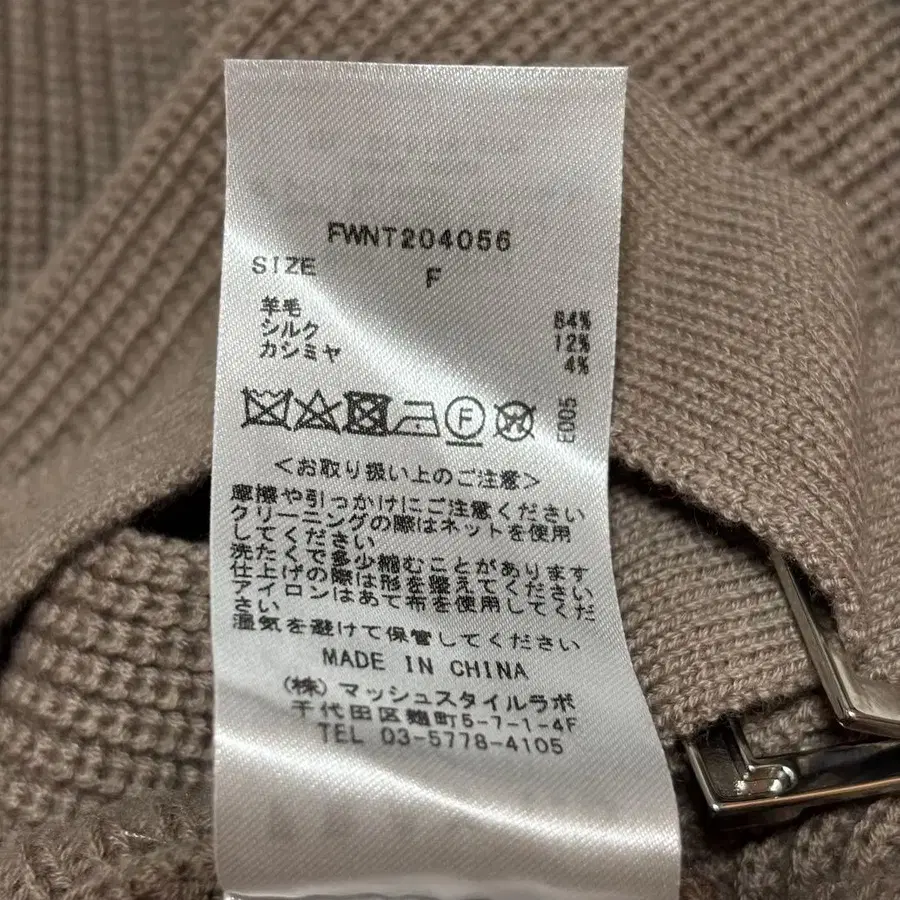 FWNT204056
SIZE F
羊毛 84%
シルク 12%
カシミヤ 4%
F W E005
<お取り扱い上のご注意>
摩擦や引っかけにご注意ください
クリーニングの際はネットを使用
してください
洗たくで多少縮むことがあります
仕上げの際は形を整えてください
アイロンはあて布を使用してくだ
さい
湿気を避けて保管してください
MADE IN CHINA
(株)マッシュスタイルラボ
千代田区麹町5-7-1-4F
TEL 03-5778-4105